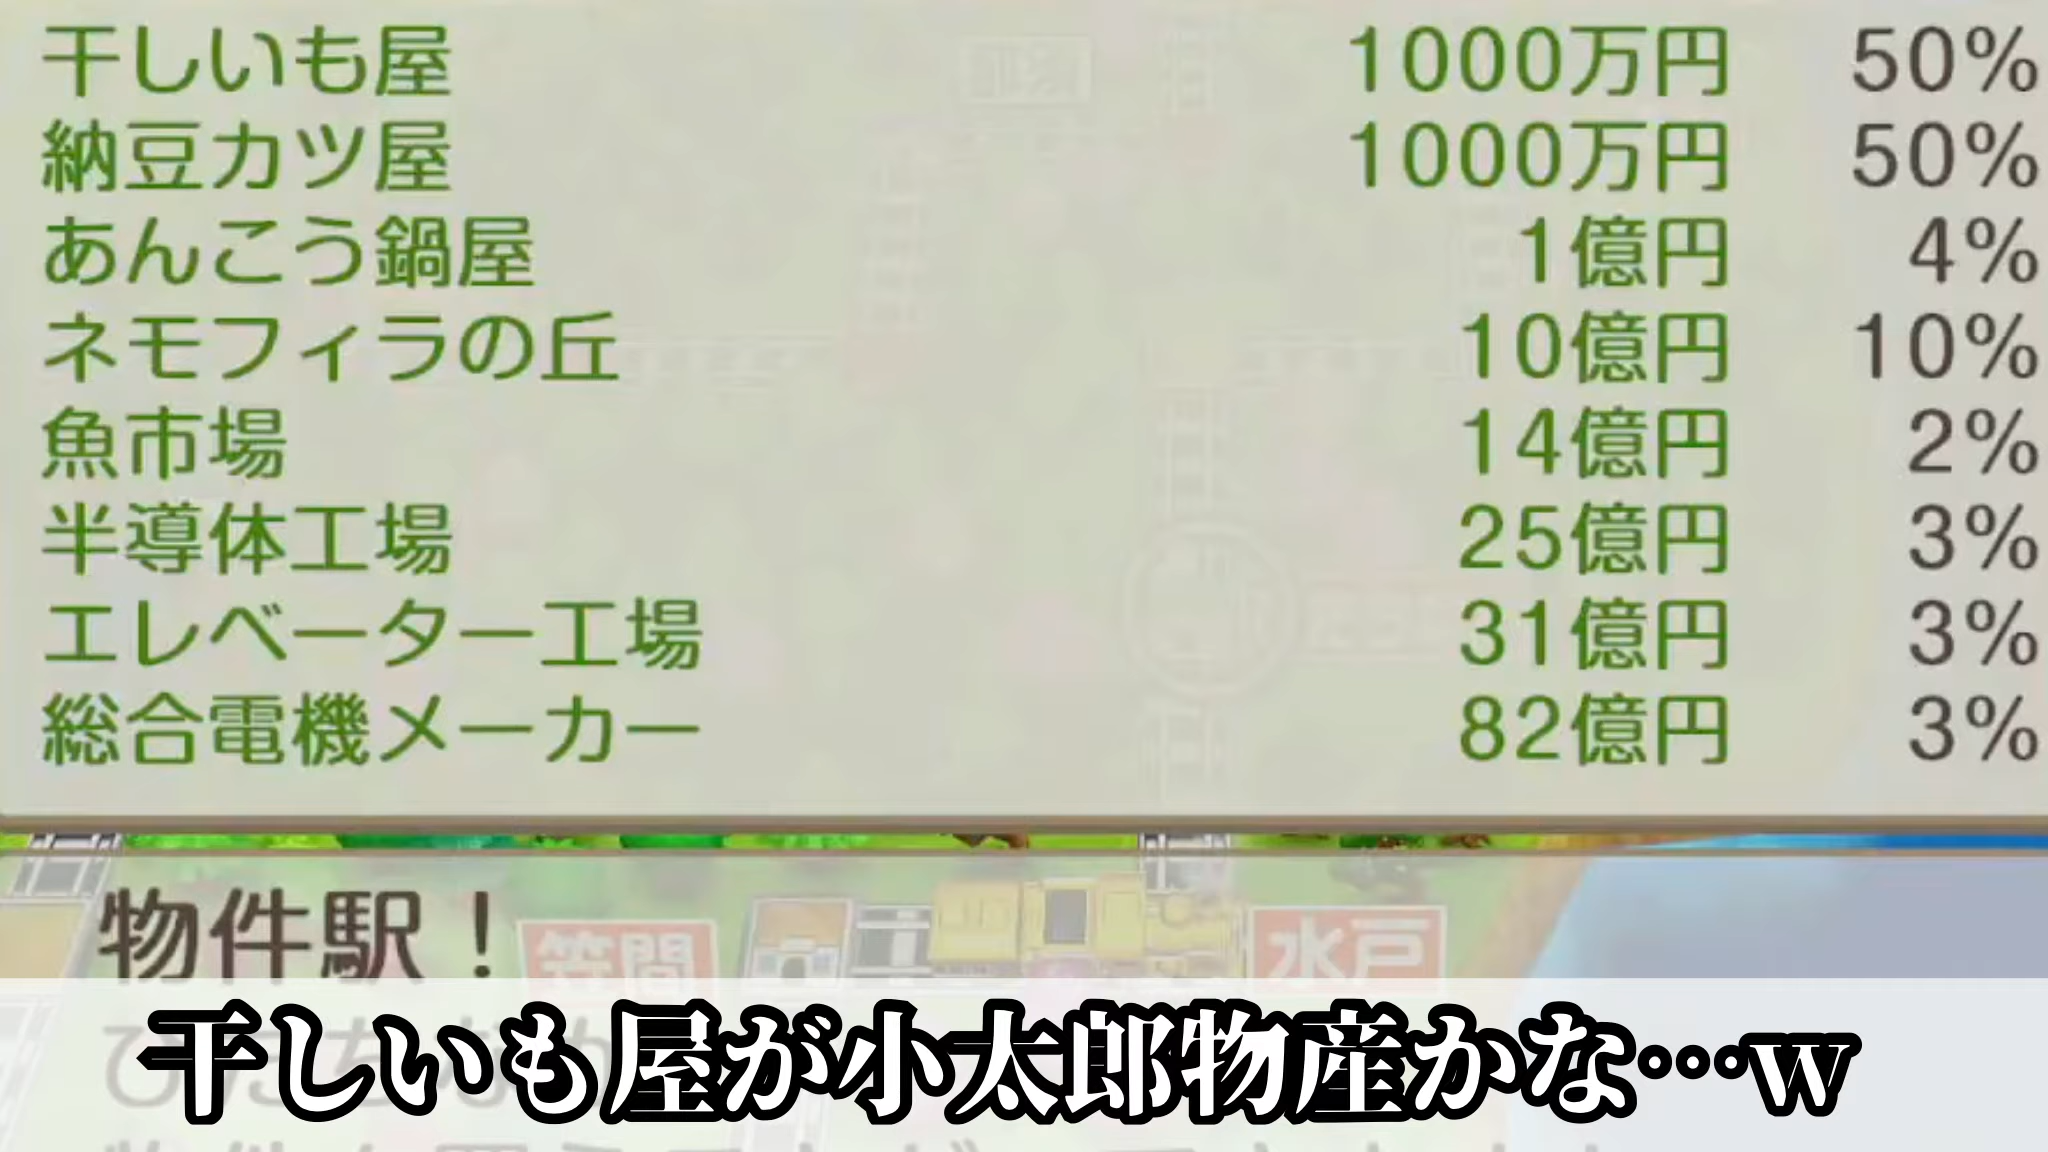 干しいも屋 1000万円 50%
納豆カツ屋 1000万円 50%
あんこう鍋屋 1億円 4%
ネモフィラの丘 10億円 10%
魚市場 14億円 2%
半導体工場 25億円 3%
エレベーター工場 31億円 3%
総合電機メーカー 82億円 3%
物件駅！
笠間
水戸
干しいも屋が小太郎物産かな…w